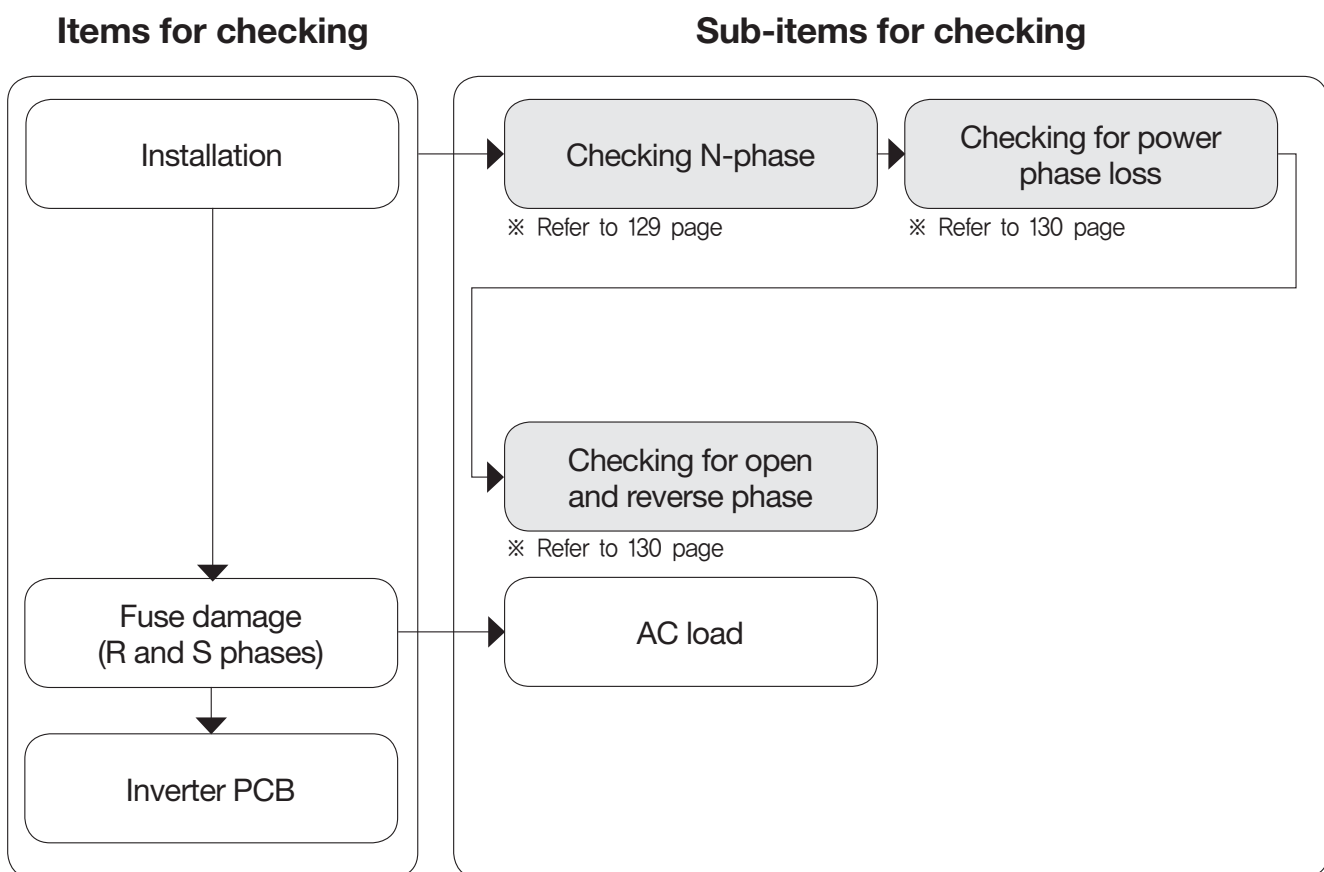 Items for checking
Sub-items for checking
Installation
Checking N-phase
※ Refer to 129 page
Checking for power
phase loss
※ Refer to 130 page
Checking for open
and reverse phase
※ Refer to 130 page
Fuse damage
(R and S phases)
AC load
Inverter PCB